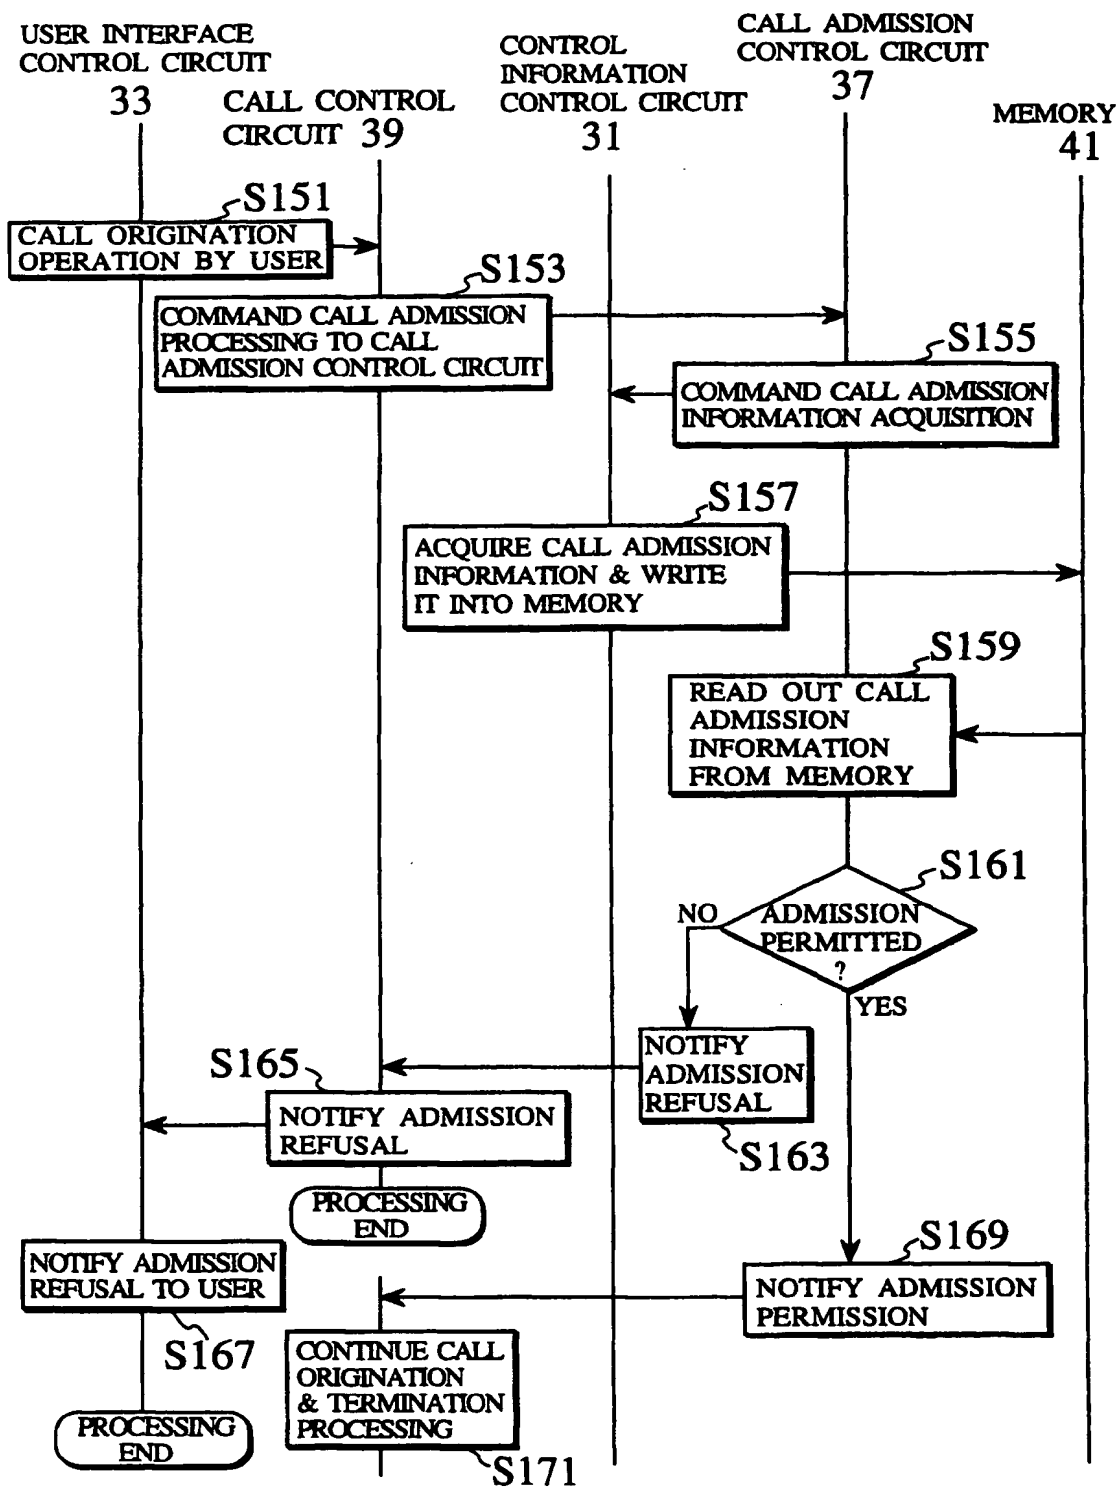 USER INTERFACE
CONTROL CIRCUIT
33
CALL CONTROL
CIRCUIT 39
CONTROL
INFORMATION
CONTROL CIRCUIT
31
CALL ADMISSION
CONTROL CIRCUIT
37
MEMORY
41
S151
CALL ORIGINATION
OPERATION BY USER
S153
COMMAND CALL ADMISSION
PROCESSING TO CALL
ADMISSION CONTROL CIRCUIT
S155
COMMAND CALL ADMISSION
INFORMATION ACQUISITION
S157
ACQUIRE CALL ADMISSION
INFORMATION & WRITE
IT INTO MEMORY
S159
READ OUT CALL
ADMISSION
INFORMATION
FROM MEMORY
S161
ADMISSION
PERMITTED
?
NO
YES
NOTIFY
ADMISSION
REFUSAL
S163
S165
NOTIFY ADMISSION
REFUSAL
PROCESSING
END
NOTIFY ADMISSION
REFUSAL TO USER
S167
PROCESSING
END
S169
NOTIFY ADMISSION
PERMISSION
CONTINUE CALL
ORIGINATION
& TERMINATION
PROCESSING
S171